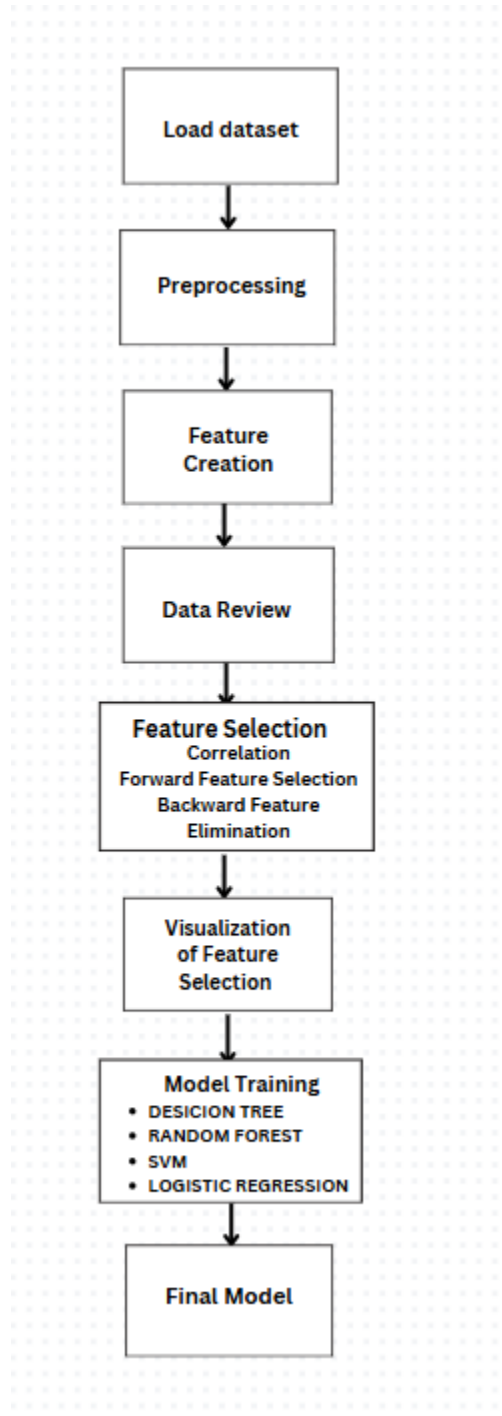 Load dataset
Preprocessing
Feature
Creation
Data Review
Feature Selection
Correlation
Forward Feature Selection
Backward Feature
Elimination
Visualization
of Feature
Selection
Model Training
• DESICION TREE
• RANDOM FOREST
• SVM
• LOGISTIC REGRESSION
Final Model